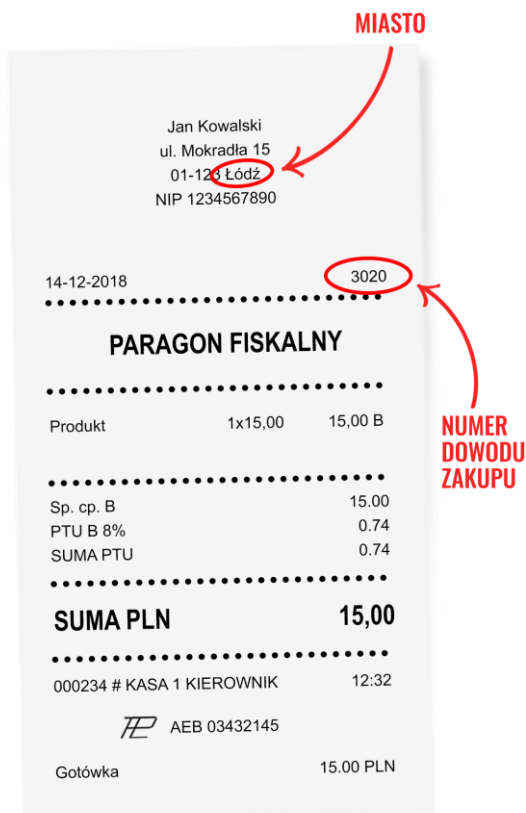 MIASTO
Jan Kowalski
ul. Mokradła 15
01-123 Łódź
NIP 1234567890
14-12-2018 3020
PARAGON FISKALNY
Produkt 1x15,00 15,00 B
Sp. cp. B 15.00
PTU B 8% 0.74
SUMA PTU 0.74
SUMA PLN 15,00
000234 # KASA 1 KIEROWNIK 12:32
AEB 03432145
Gotówka 15.00 PLN
NUMER
DOWODU
ZAKUPU